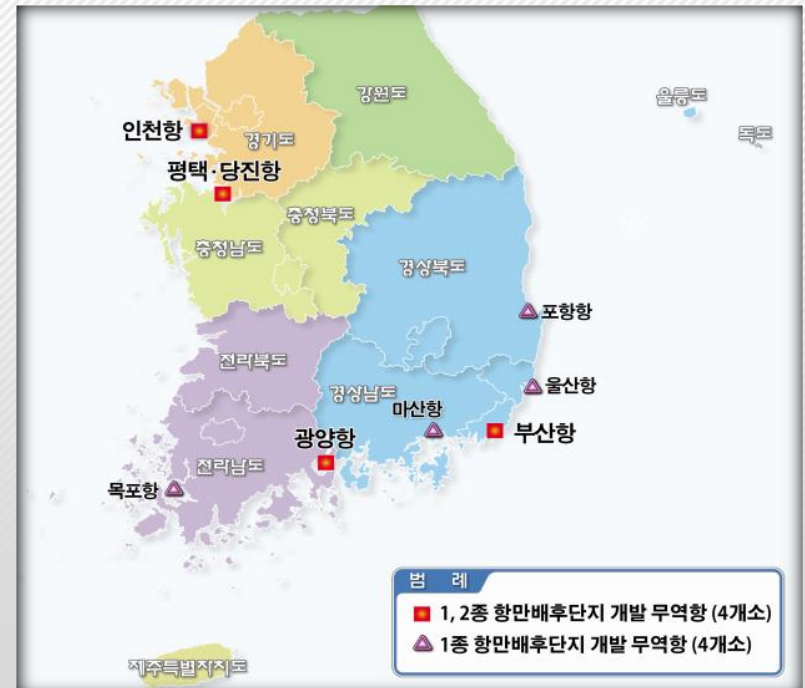 강원도
울릉도
독도
인천항
경기도
평택·당진항
충청북도
충청남도
경상북도
포항항
전라북도
경상남도
울산항
마산항
부산항
광양항
전라남도
목포항
범 례
1, 2종 항만배후단지 개발 무역항 (4개소)
1종 항만배후단지 개발 무역항 (4개소)
제주특별자치도